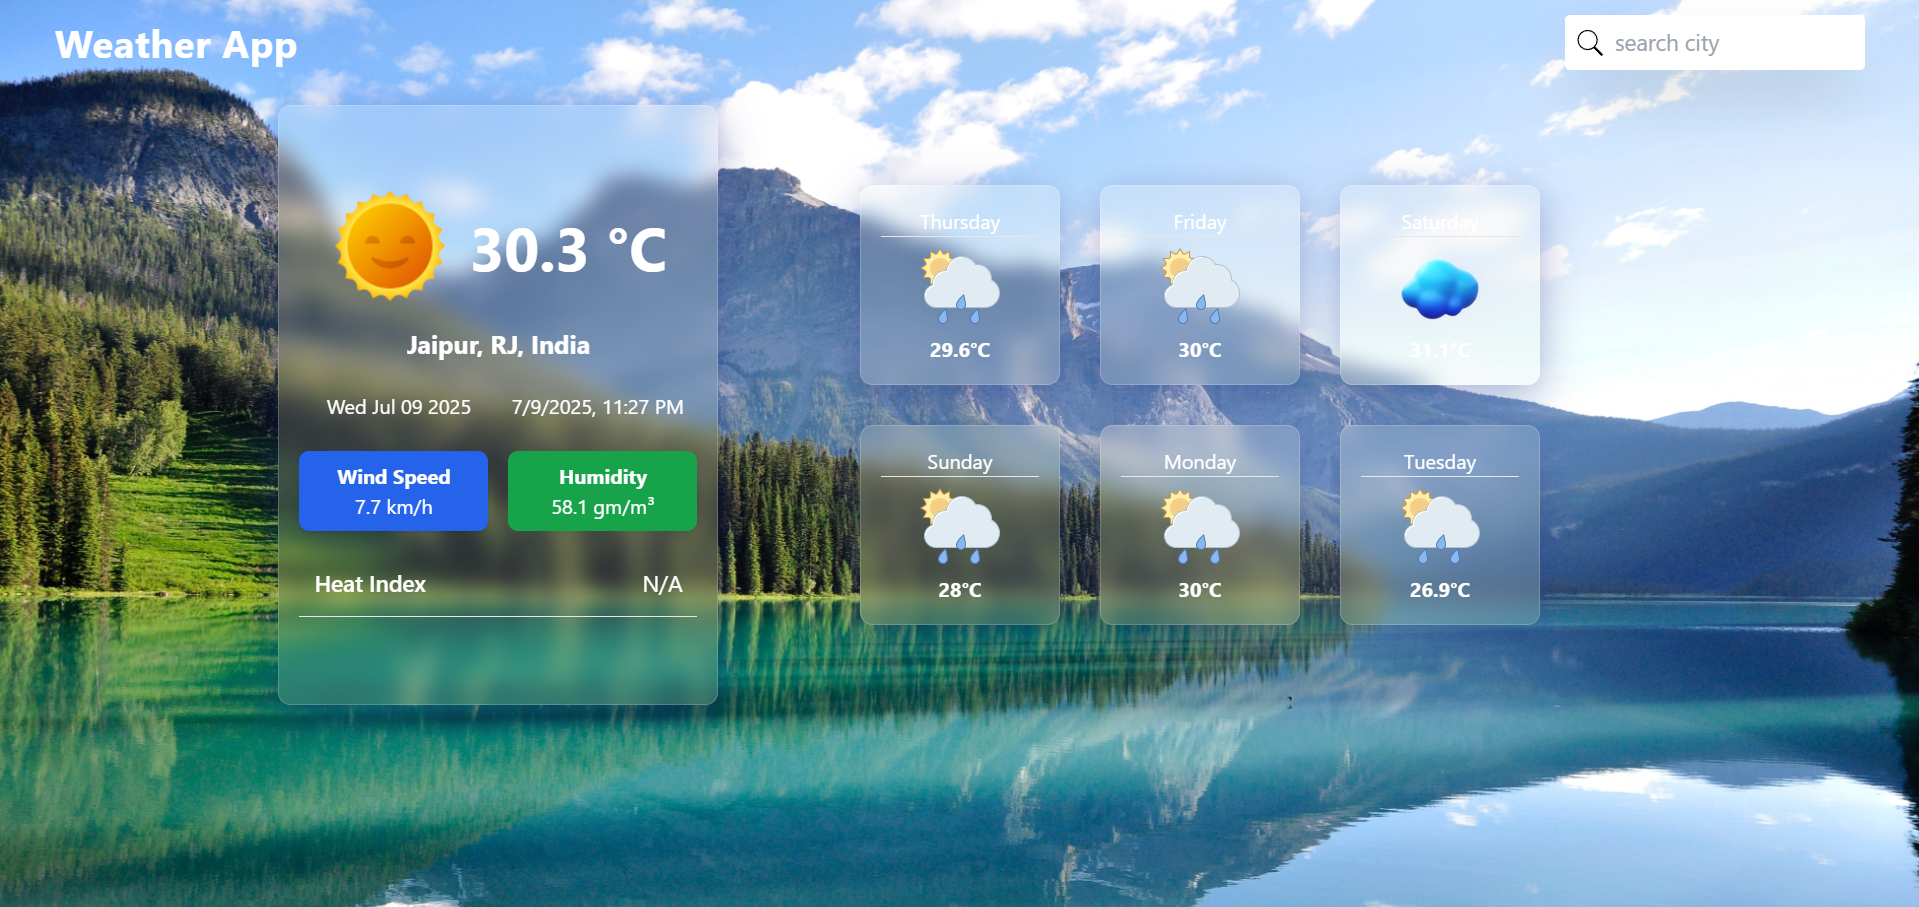 Weather App
search city
30.3 °C
Jaipur, RJ, India
Wed Jul 09 2025 7/9/2025, 11:27 PM
Wind Speed
7.7 km/h
Humidity
58.1 gm/m³
Heat Index N/A
Thursday
29.6°C
Friday
30°C
Saturday
31.1°C
Sunday
28°C
Monday
30°C
Tuesday
26.9°C